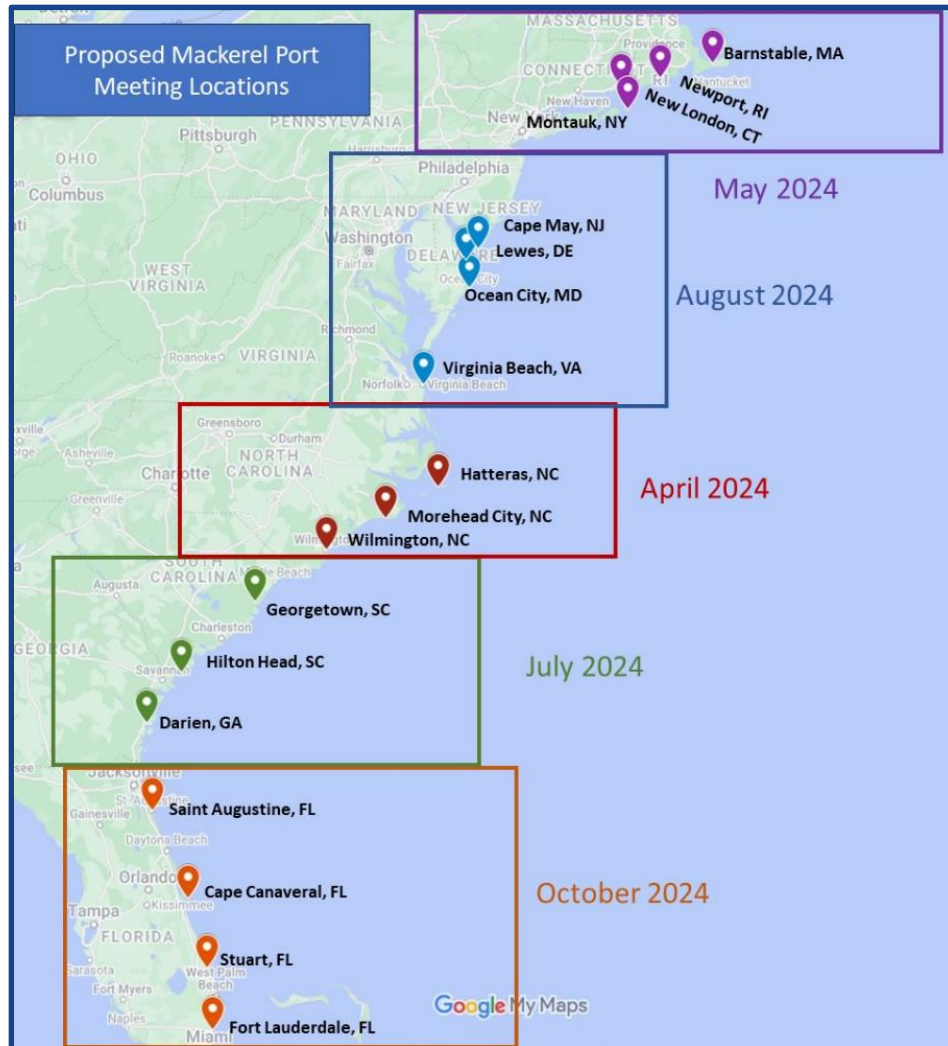 Proposed Mackerel Port
Meeting Locations
MASSACHUSETTS
Providence
Barnstable, MA
CONNECTICUT
RI
Nantucket
Newport, RI
New Haven
New London, CT
New York
Montauk, NY
PENNSYLVANIA
Pittsburgh
Harrisburg
OHIO
Columbus
Philadelphia
May 2024
MARYLAND
NEW JERSEY
Cape May, NJ
Washington
DELAWARE
Lewes, DE
Fairfax
Ocean City
WEST
VIRGINIA
Ocean City, MD
August 2024
Richmond
Roanoke
VIRGINIA
Virginia Beach, VA
Norfolk
Virginia Beach
Greensboro
Durham
Asheville
NORTH
CAROLINA
Hatteras, NC
Charlotte
April 2024
Greenville
Morehead City, NC
Wilmington, NC
SOUTH
CAROLINA
Augusta
Georgetown, SC
Charleston
GEORGIA
Hilton Head, SC
July 2024
Savannah
Darien, GA
Jacksonville
Saint Augustine, FL
Gainesville
Daytona Beach
Orlando
Cape Canaveral, FL
October 2024
Kissimmee
Tampa
FLORIDA
Stuart, FL
Sarasota
West Palm
Beach
Fort Myers
Google My Maps
Naples
Fort Lauderdale, FL
Miami